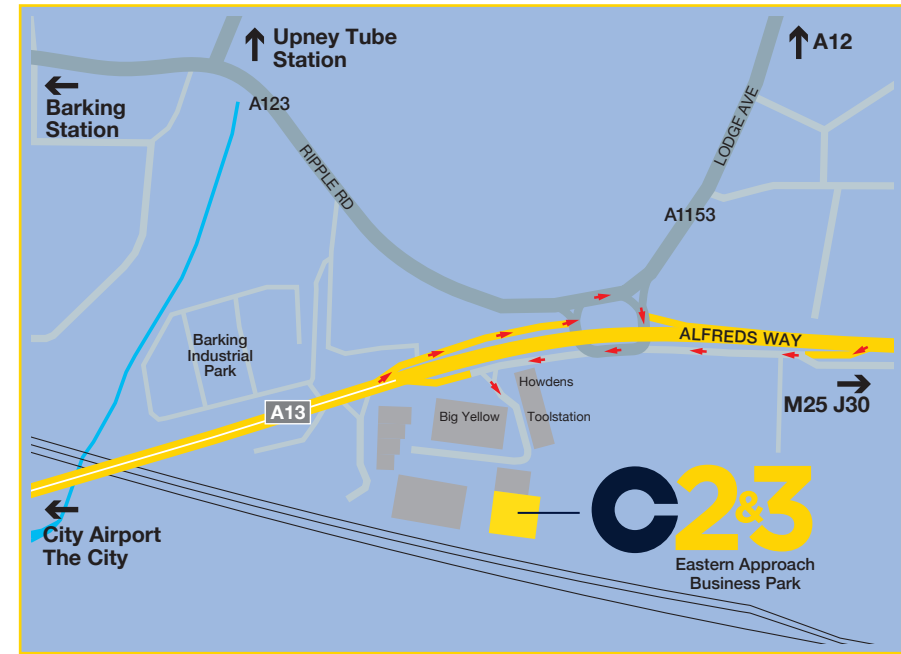 Upney Tube
Station
A12
Barking
Station
A123
RIPPLE RD
LODGE AVE
A1153
ALFREDS WAY
Barking
Industrial
Park
Howdens
M25 J30
A13
Big Yellow
Toolstation
C2&3
City Airport
The City
Eastern Approach
Business Park